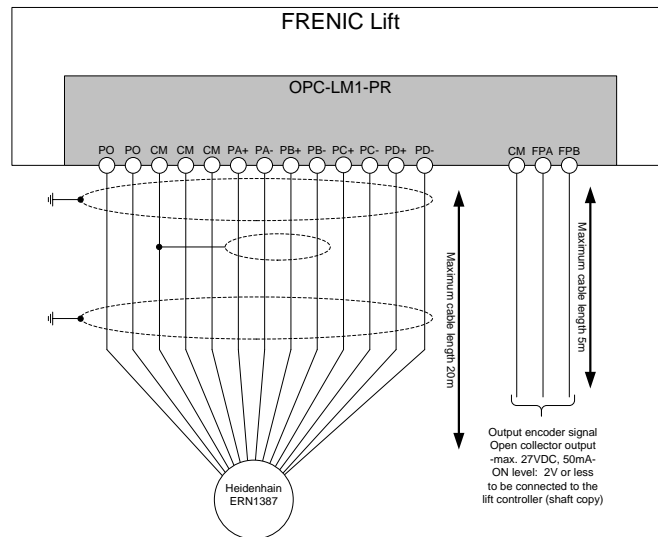 FRENIC Lift
OPC-LM1-PR
PO PO CM CM CM PA+ PA- PB+ PB- PC+ PC- PD+ PD- CM FPA FPB
Maximum cable length 20m
Maximum cable length 5m
Output encoder signal
Open collector output
-max. 27VDC, 50mA-
ON level: 2V or less
to be connected to the
lift controller (shaft copy)
Heidenhain
ERN1387